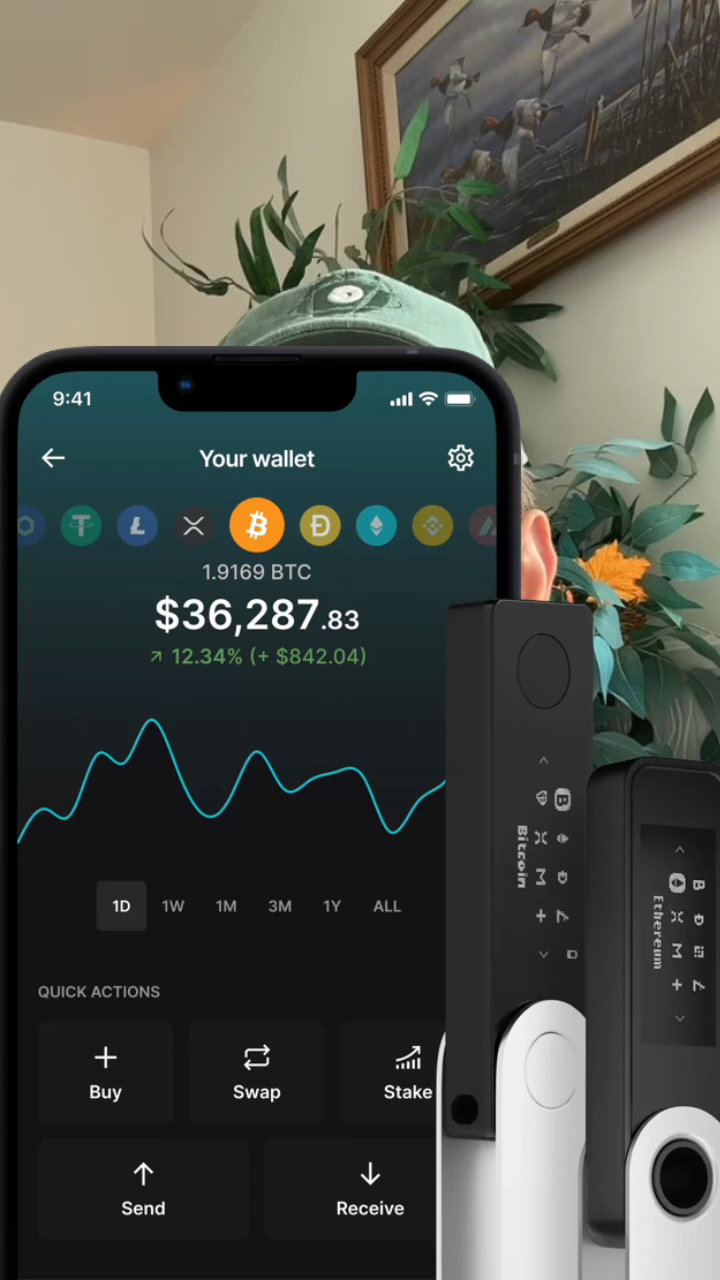 9:41
Your wallet
1.9169 BTC
$36,287.83
12.34% (+ $842.04)
1D 1W 1M 3M 1Y ALL
QUICK ACTIONS
Buy Swap Stake
Send Receive
Bitcoin
Ethereum